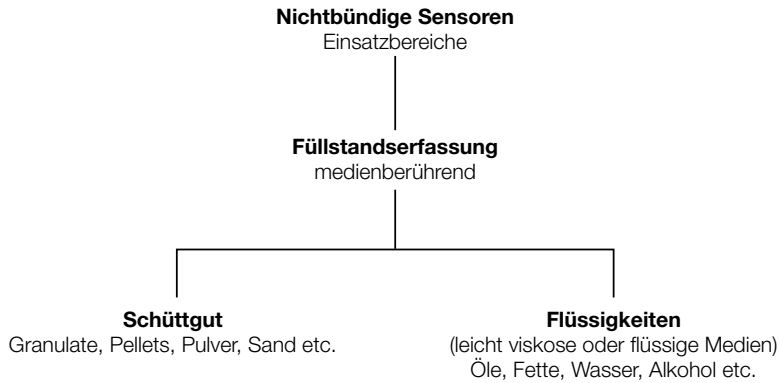 Nichtbündige Sensoren
Einsatzbereiche
Füllstandserfassung
medienberührend
Schüttgut
Granulate, Pellets, Pulver, Sand etc.
Flüssigkeiten
(leicht viskose oder flüssige Medien)
Öle, Fette, Wasser, Alkohol etc.